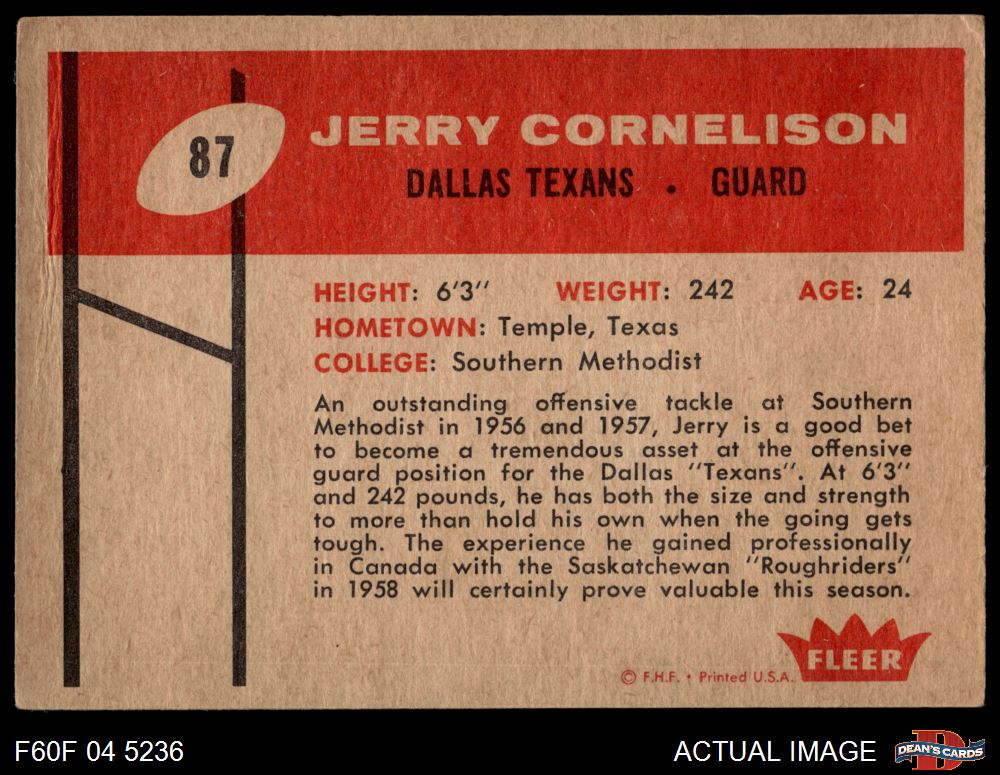 87
JERRY CORNELISON
DALLAS TEXANS • GUARD
HEIGHT: 6'3'' WEIGHT: 242 AGE: 24
HOMETOWN: Temple, Texas
COLLEGE: Southern Methodist
An outstanding offensive tackle at Southern
Methodist in 1956 and 1957, Jerry is a good bet
to become a tremendous asset at the offensive
guard position for the Dallas ''Texans''. At 6'3''
and 242 pounds, he has both the size and strength
to more than hold his own when the going gets
tough. The experience he gained professionally
in Canada with the Saskatchewan ''Roughriders''
in 1958 will certainly prove valuable this season.
FLEER
© F.H.F. • Printed U.S.A.
F60F 04 5236
ACTUAL IMAGE
D
DEAN'S CARDS